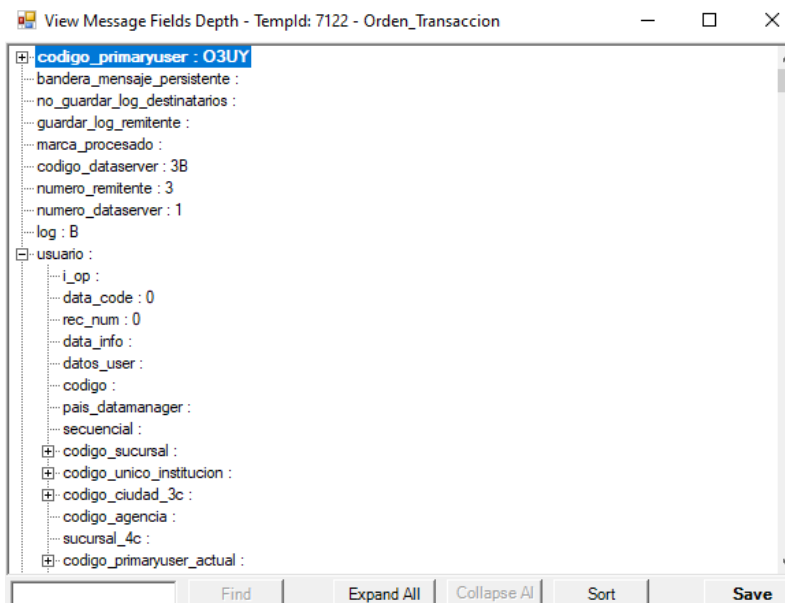 View Message Fields Depth - TempId: 7122 - Orden_Transaccion
codigo_primaryuser : O3UY
bandera_mensaje_persistente :
no_guardar_log_destinatarios :
guardar_log_remitente :
marca_procesado :
codigo_dataserver : 3B
numero_remitente : 3
numero_dataserver : 1
log : B
usuario :
i_op :
data_code : 0
rec_num : 0
data_info :
datos_user :
codigo :
pais_datamanager :
secuencial :
codigo_sucursal :
codigo_unico_institucion :
codigo_ciudad_3c :
codigo_agencia :
sucursal_4c :
codigo_primaryuser_actual :
Find Expand All Collapse Al Sort Save